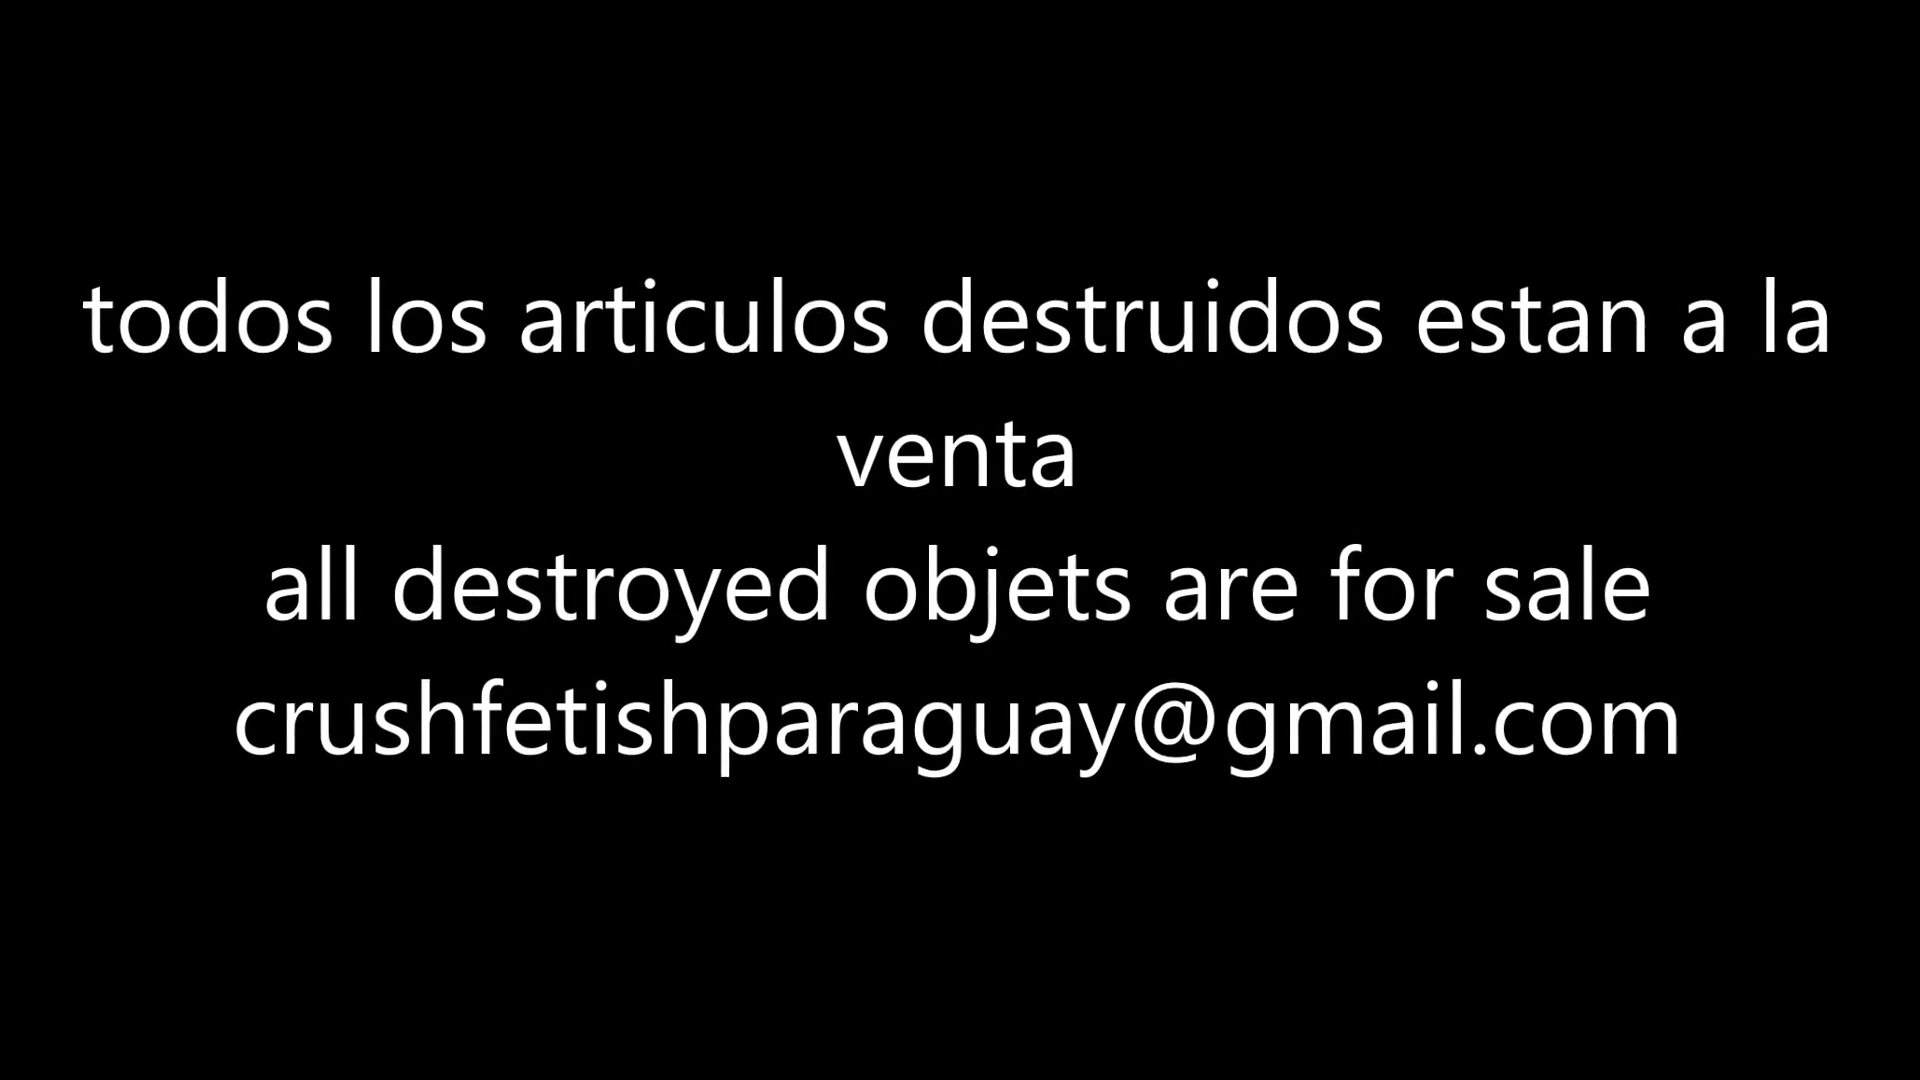 todos los articulos destruidos estan a la
venta
all destroyed objets are for sale
crushfetishparaguay@gmail.com